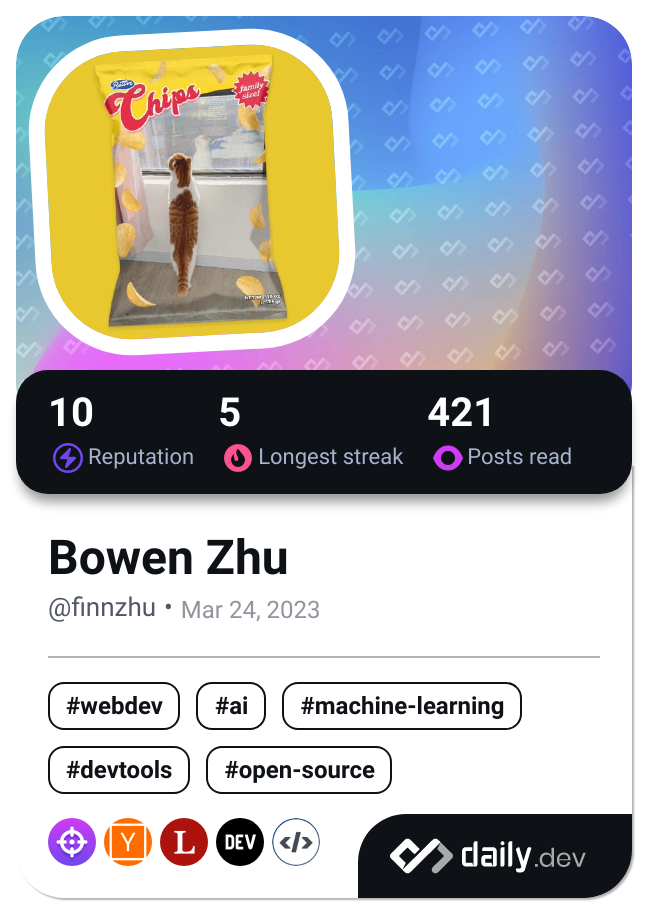 Chips
family
size!
10
5
421
Reputation
Longest streak
Posts read
Bowen Zhu
@finnzhu • Mar 24, 2023
#webdev
#ai
#machine-learning
#devtools
#open-source
Y
L
DEV
</>
daily.dev